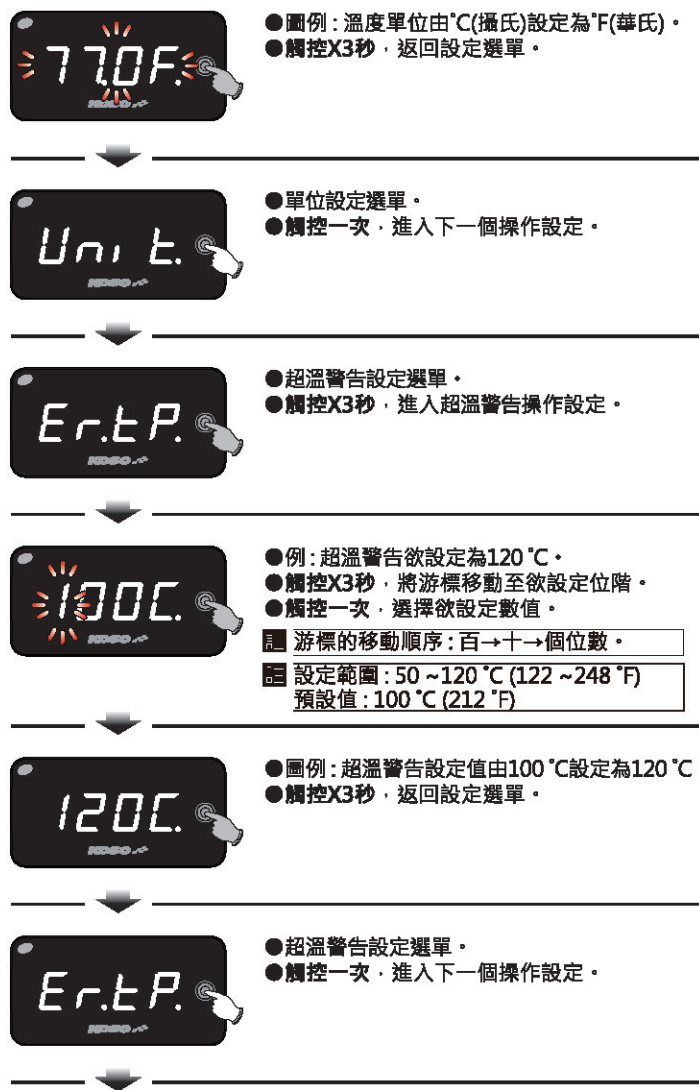 77.0F.
KOSO
●圖例 : 溫度單位由˚C(攝氏)設定為˚F(華氏)。
●觸控X3秒，返回設定選單。
Unit.
KOSO
●單位設定選單。
●觸控一次，進入下一個操作設定。
Er.tP.
KOSO
●超溫警告設定選單。
●觸控X3秒，進入超溫警告操作設定。
100C.
KOSO
●例 : 超溫警告欲設定為120 ˚C。
●觸控X3秒，將游標移動至欲設定位階。
●觸控一次，選擇欲設定數值。
註 游標的移動順序 : 百→十→個位數。
註 設定範圍 : 50 ~120 ˚C (122 ~248 ˚F)
預設值 : 100 ˚C (212 ˚F)
120C.
KOSO
●圖例 : 超溫警告設定值由100 ˚C設定為120 ˚C
●觸控X3秒，返回設定選單。
Er.tP.
KOSO
●超溫警告設定選單。
●觸控一次，進入下一個操作設定。